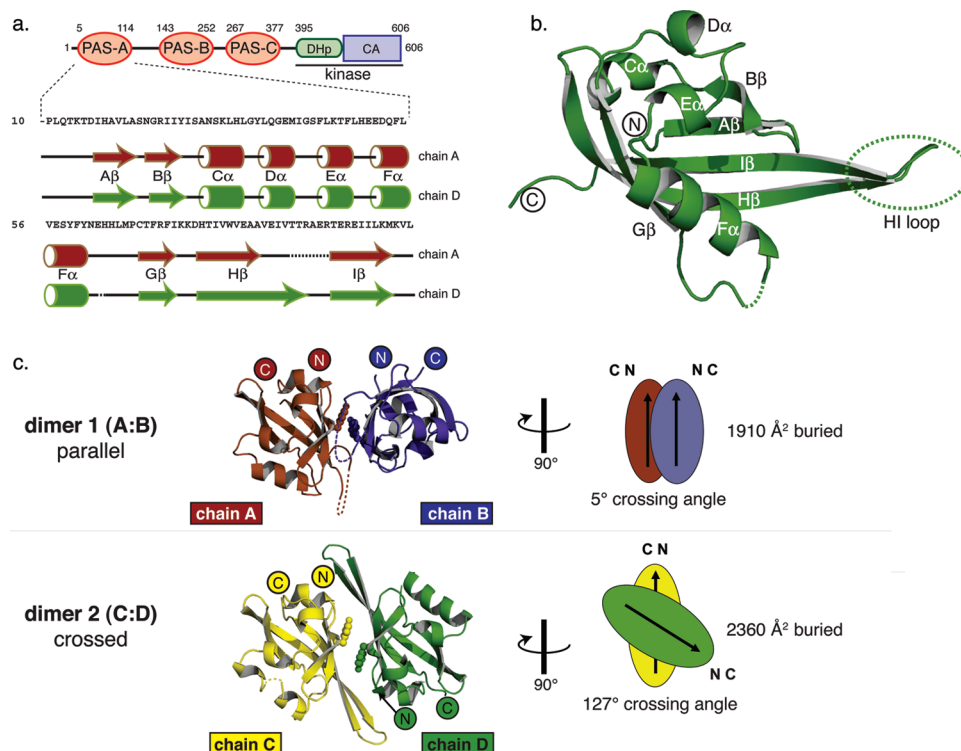 a.
5 114 143 252 267 377 395 606
1 PAS-A PAS-B PAS-C DHp CA 606
kinase
10 PLQTKTDIHAVLASNGRIIYISANSKLHLGYLQGEMIGSFLKTFLHEEDQFL
chain A
Aβ Bβ Cα Dα Eα Fα
chain D
56 VESYFYNEHHLMPCTFRFIKKDHTIVWVEAAVEIVTTRAERTEREIILKMKVL
chain A
Fα Gβ Hβ Iβ
chain D
b.
Dα
Cα
Bβ
Eα
N
Aβ
Iβ
C
Hβ
HI loop
Gβ
Fα
c.
C N N C
dimer 1 (A:B)
parallel
90°
C N N C
1910 Å² buried
5° crossing angle
chain A chain B
C N
dimer 2 (C:D)
crossed
90°
C N
2360 Å² buried
N C
127° crossing angle
N C
chain C chain D